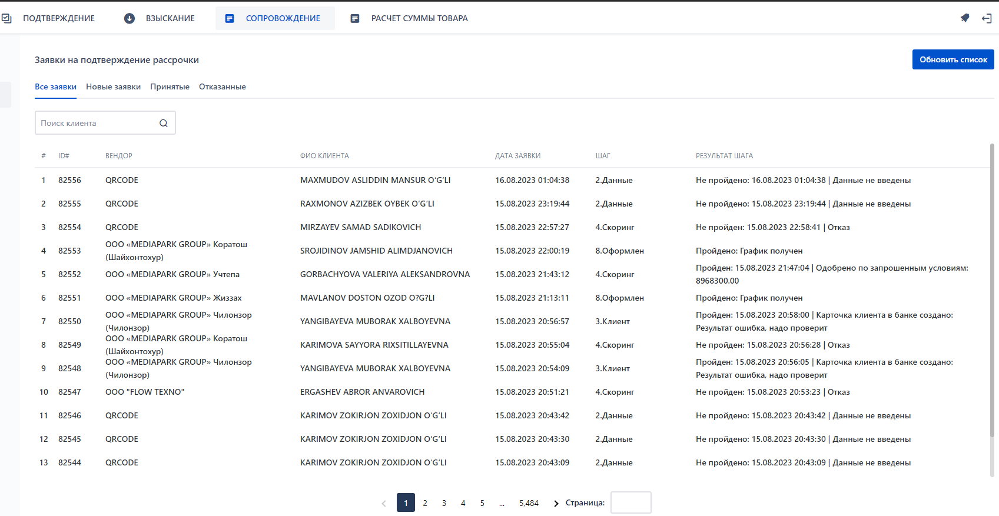 ПОДТВЕРЖДЕНИЕ ВЗЫСКАНИЕ СОПРОВОЖДЕНИЕ РАСЧЕТ СУММЫ ТОВАРА
Заявки на подтверждение рассрочки
Обновить список
Все заявки Новые заявки Принятые Отказанные
Поиск клиента
# ID# ВЕНДОР ФИО КЛИЕНТА ДАТА ЗАЯВКИ ШАГ РЕЗУЛЬТАТ ШАГА
1 82556 QRCODE MAXMUDOV ASLIDDIN MANSUR O‘G‘LI 16.08.2023 01:04:38 2.Данные Не пройдено: 16.08.2023 01:04:38 | Данные не введены
2 82555 QRCODE RAXMONOV AZIZBEK OYBEK O‘G‘LI 15.08.2023 23:19:44 2.Данные Не пройдено: 15.08.2023 23:19:44 | Данные не введены
3 82554 QRCODE MIRZAYEV SAMAD SADIKOVICH 15.08.2023 22:57:27 4.Скоринг Не пройден: 15.08.2023 22:58:41 | Отказ
4 82553 ООО «MEDIAPARK GROUP» Коратош
(Шайхонтохур) SROJIDINOV JAMSHID ALIMDJANOVICH 15.08.2023 22:00:19 8.Оформлен Пройдено: График получен
5 82552 ООО «MEDIAPARK GROUP» Учтепа GORBACHYOVA VALERIYA ALEKSANDROVNA 15.08.2023 21:43:12 4.Скоринг Пройден: 15.08.2023 21:47:04 | Одобрено по запрошенным условиям:
8968300.00
6 82551 ООО «MEDIAPARK GROUP» Жиззах MAVLANOV DOSTON OZOD O?G?LI 15.08.2023 21:13:11 8.Оформлен Пройдено: График получен
7 82550 ООО «MEDIAPARK GROUP» Чилонзор
(Чилонзор) YANGIBAYEVA MUBORAK XALBOYEVNA 15.08.2023 20:56:57 3.Клиент Пройден: 15.08.2023 20:58:00 | Карточка клиента в банке создано:
Результат ошибка, надо проверит
8 82549 ООО «MEDIAPARK GROUP» Коратош
(Шайхонтохур) KARIMOVA SAYYORA RIXSITILLAYEVNA 15.08.2023 20:55:04 4.Скоринг Не пройден: 15.08.2023 20:56:28 | Отказ
9 82548 ООО «MEDIAPARK GROUP» Чилонзор
(Чилонзор) YANGIBAYEVA MUBORAK XALBOYEVNA 15.08.2023 20:54:09 3.Клиент Пройден: 15.08.2023 20:56:05 | Карточка клиента в банке создано:
Результат ошибка, надо проверит
10 82547 ООО "FLOW TEXNO" ERGASHEV ABROR ANVAROVICH 15.08.2023 20:51:21 4.Скоринг Не пройден: 15.08.2023 20:53:23 | Отказ
11 82546 QRCODE KARIMOV ZOKIRJON ZOXIDJON O‘G‘LI 15.08.2023 20:43:42 2.Данные Не пройдено: 15.08.2023 20:43:42 | Данные не введены
12 82545 QRCODE KARIMOV ZOKIRJON ZOXIDJON O‘G‘LI 15.08.2023 20:43:30 2.Данные Не пройдено: 15.08.2023 20:43:30 | Данные не введены
13 82544 QRCODE KARIMOV ZOKIRJON ZOXIDJON O‘G‘LI 15.08.2023 20:43:09 2.Данные Не пройдено: 15.08.2023 20:43:09 | Данные не введены
1 2 3 4 5 ... 5,484 Страница: